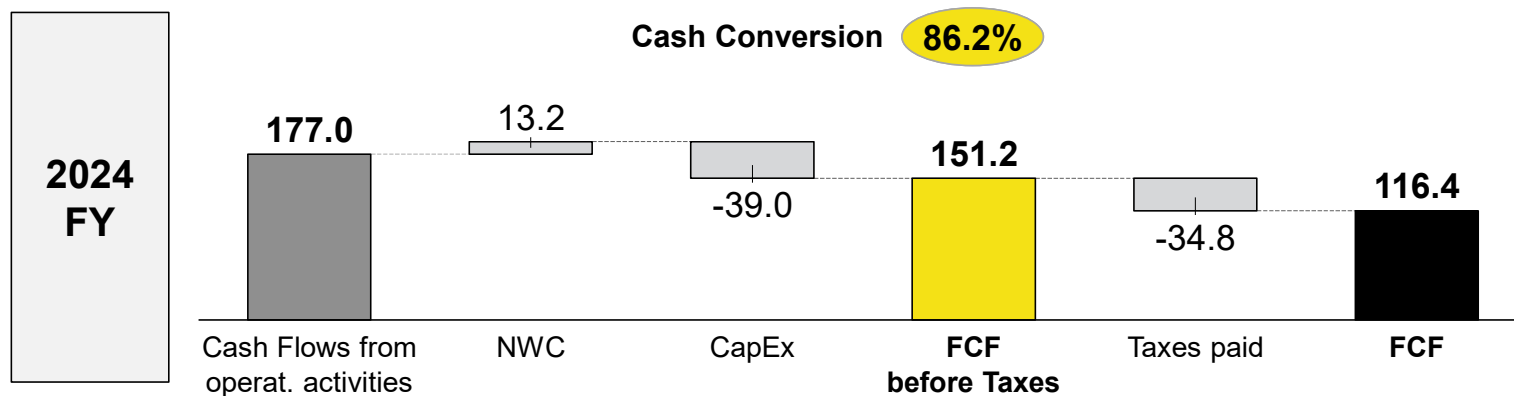 Cash Conversion 86.2%
2024
FY
177.0
13.2
-39.0
151.2
-34.8
116.4
Cash Flows from
operat. activities
NWC
CapEx
FCF
before Taxes
Taxes paid
FCF